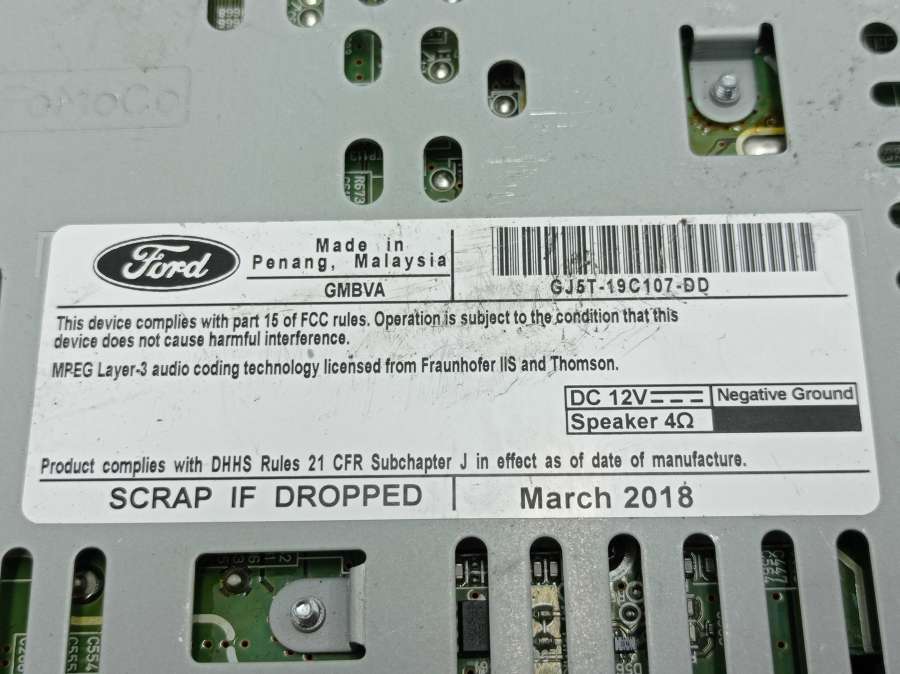 oMoCo
Ford
Made in
Penang, Malaysia
GMBVA
GJ5T-19C107-DD
This device complies with part 15 of FCC rules. Operation is subject to the condition that this
device does not cause harmful interference.
MPEG Layer-3 audio coding technology licensed from Fraunhofer IIS and Thomson.
DC 12V
Negative Ground
Speaker 4Ω
Product complies with DHHS Rules 21 CFR Subchapter J in effect as of date of manufacture.
SCRAP IF DROPPED
March 2018